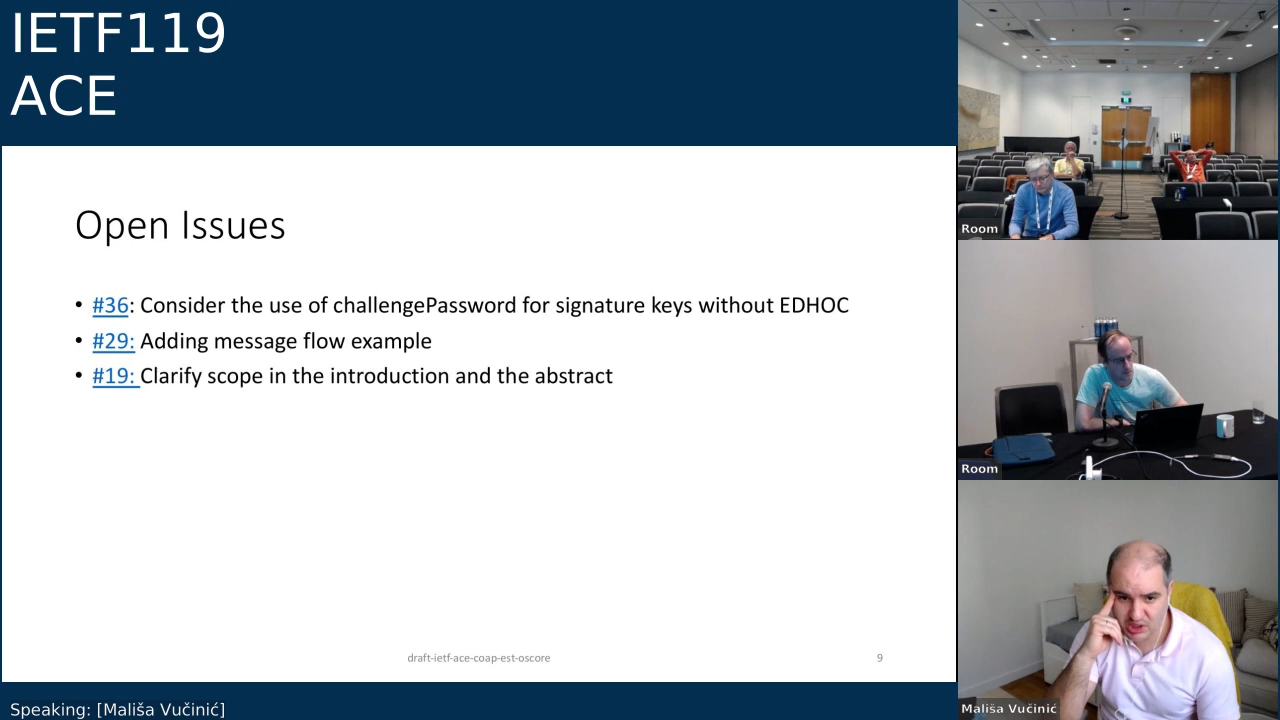 IETF119
ACE
Open Issues
• #36: Consider the use of challengePassword for signature keys without EDHOC
• #29: Adding message flow example
• #19: Clarify scope in the introduction and the abstract
draft-ietf-ace-coap-est-oscore
9
Speaking: [Mališa Vučinić]
Room
Room
Mališa Vučinić